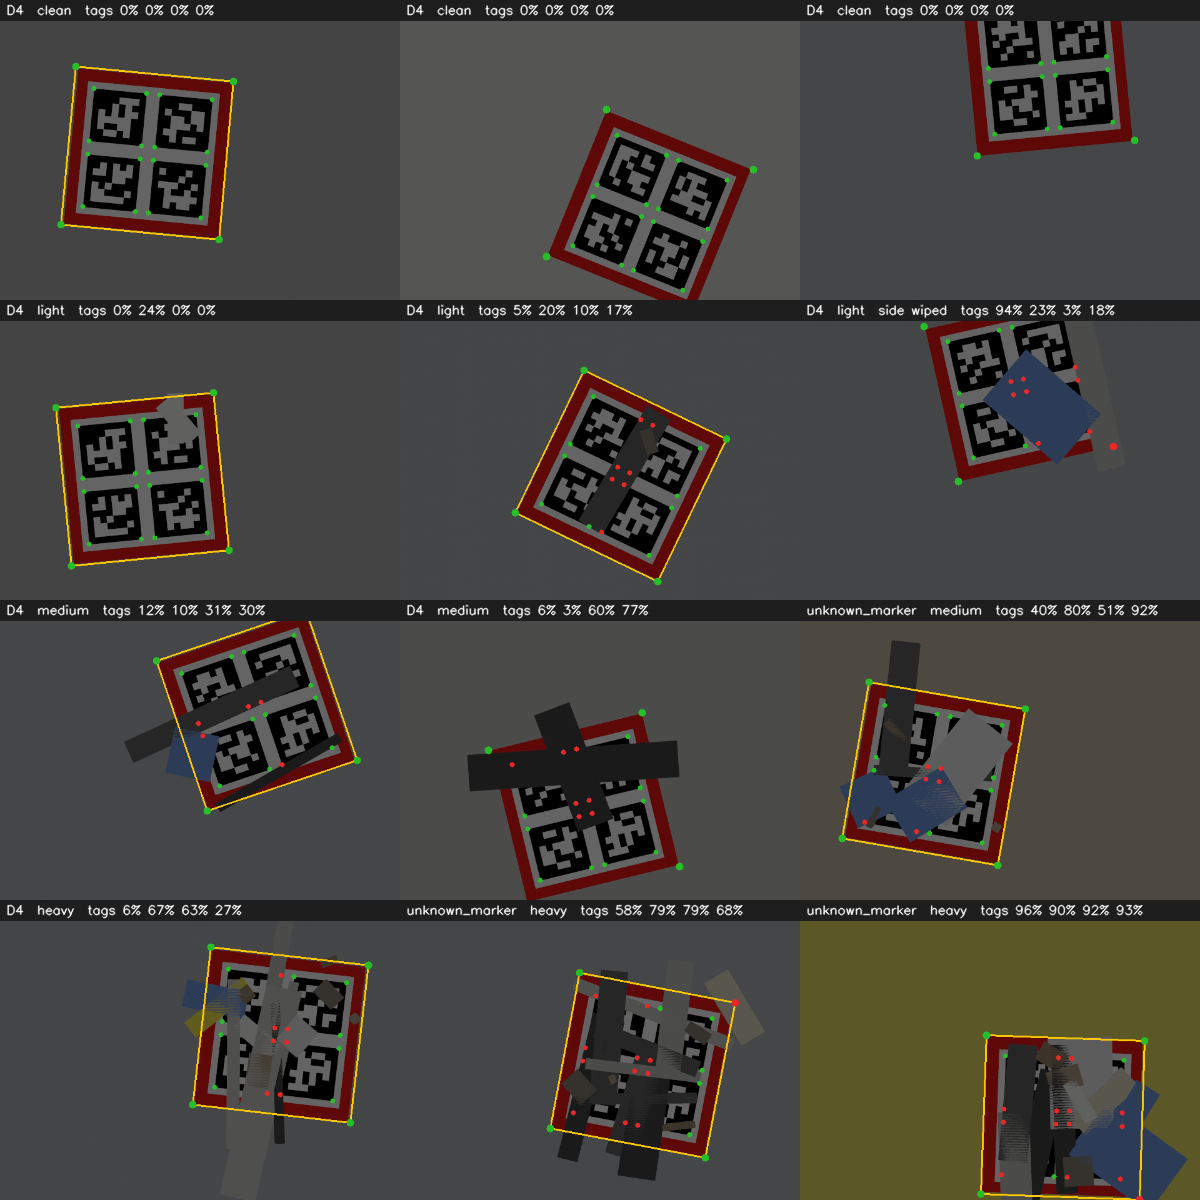 D4 clean tags 0% 0% 0% 0%
D4 clean tags 0% 0% 0% 0%
D4 clean tags 0% 0% 0% 0%
D4 light tags 0% 24% 0% 0%
D4 light tags 5% 20% 10% 17%
D4 light side wiped tags 94% 23% 3% 18%
D4 medium tags 12% 10% 31% 30%
D4 medium tags 6% 3% 60% 77%
unknown_marker medium tags 40% 80% 51% 92%
D4 heavy tags 6% 67% 63% 27%
unknown_marker heavy tags 58% 79% 79% 68%
unknown_marker heavy tags 96% 90% 92% 93%